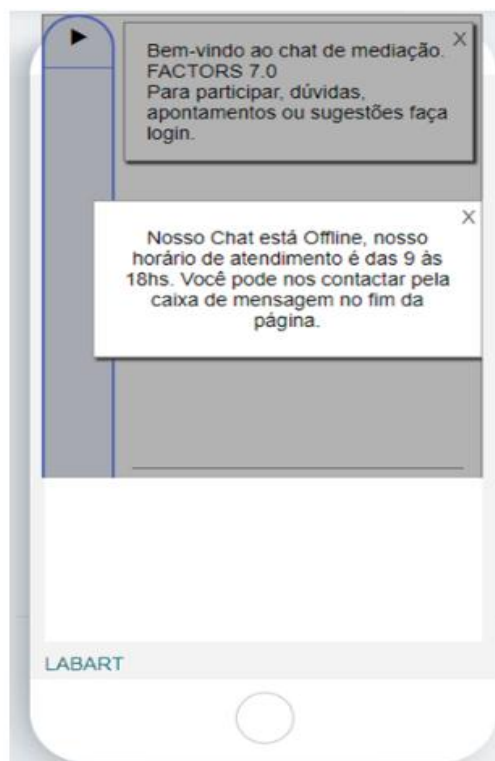 Bem-vindo ao chat de mediação.
FACTORS 7.0
Para participar, dúvidas,
apontamentos ou sugestões faça
login.
X
X
Nosso Chat está Offline, nosso
horário de atendimento é das 9 às
18hs. Você pode nos contactar pela
caixa de mensagem no fim da
página.
LABART